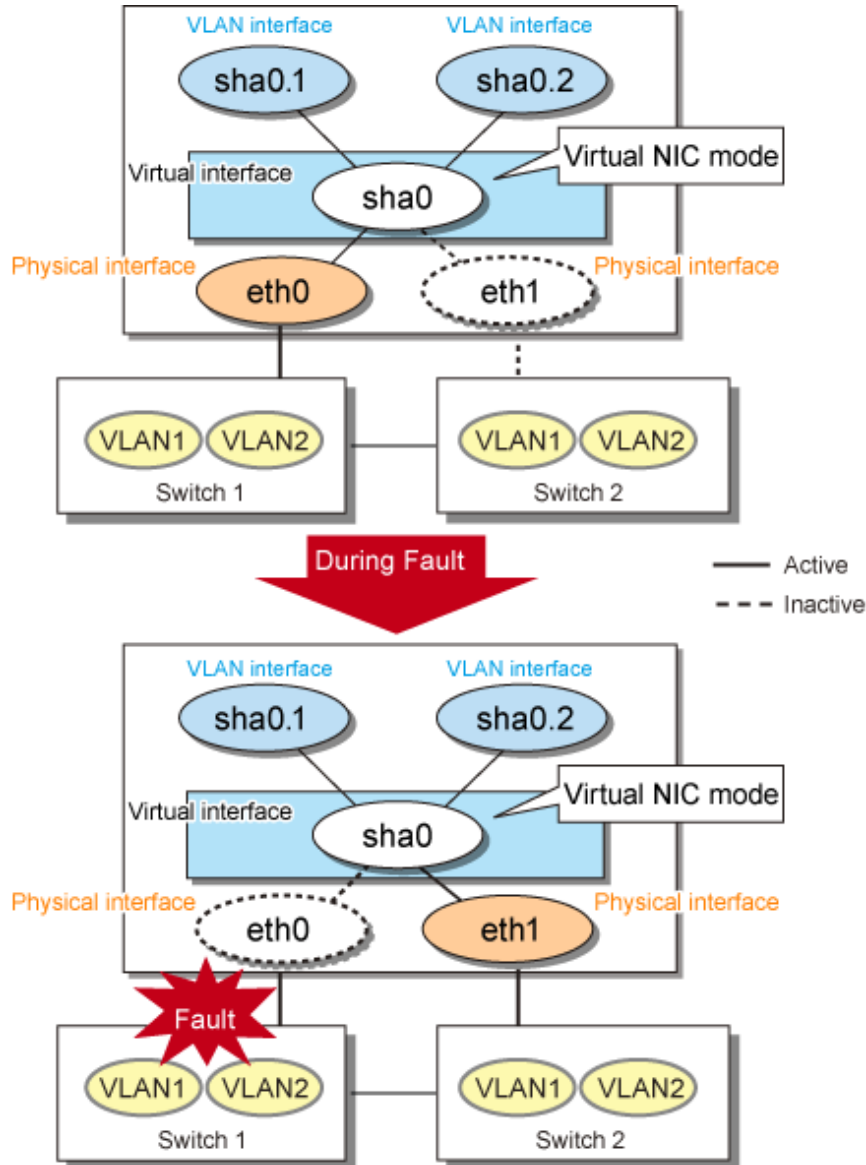 VLAN interface VLAN interface
sha0.1 sha0.2
Virtual interface
Virtual NIC mode
sha0
Physical interface Physical interface
eth0 eth1
VLAN1 VLAN2 VLAN1 VLAN2
Switch 1 Switch 2
During Fault
Active
Inactive
VLAN interface VLAN interface
sha0.1 sha0.2
Virtual interface
Virtual NIC mode
sha0
Physical interface Physical interface
eth0 eth1
Fault
VLAN1 VLAN2 VLAN1 VLAN2
Switch 1 Switch 2